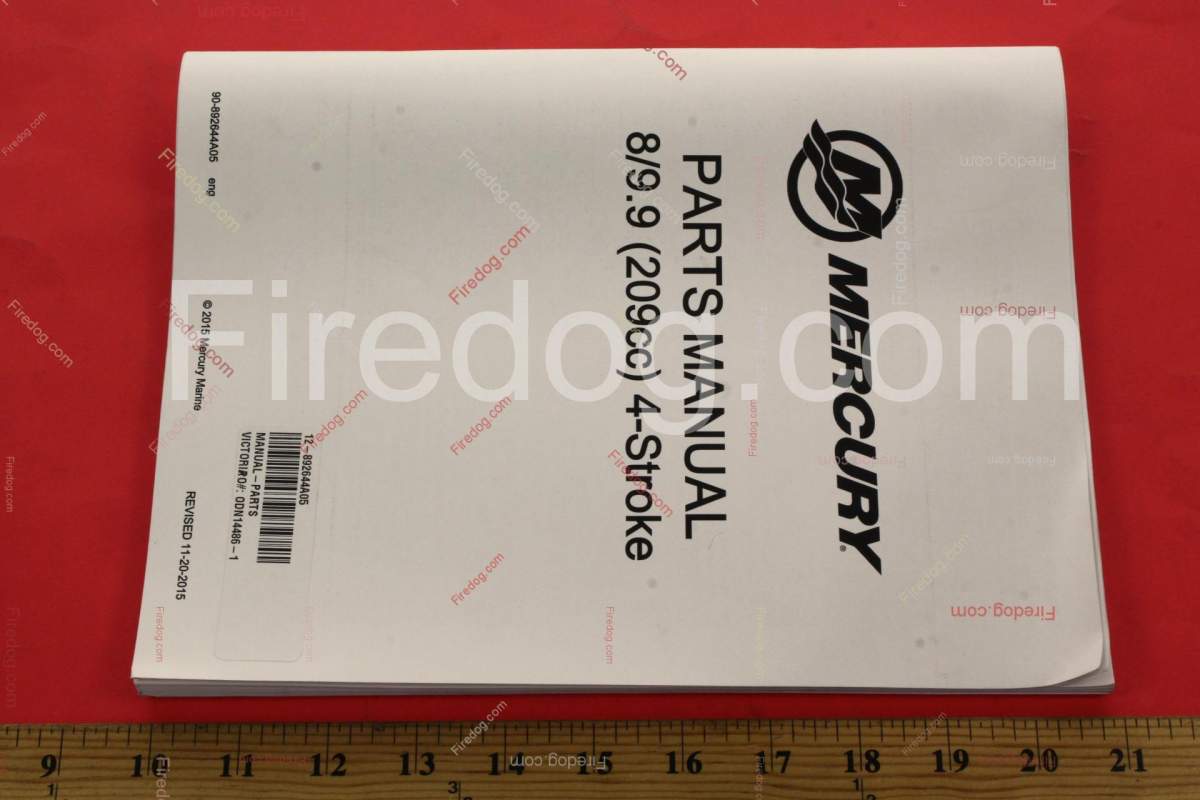 MERCURY
PARTS MANUAL
8/9.9 (209cc) 4-Stroke
12-892644A05
MANUAL-PARTS
VICTORIPO#: ODN14486-1
90-892644A05 eng
© 2015 Mercury Marine
REVISED 11-20-2015
Firedog.com
9 10 11 12 13 14 15 16 17 18 19 20 21